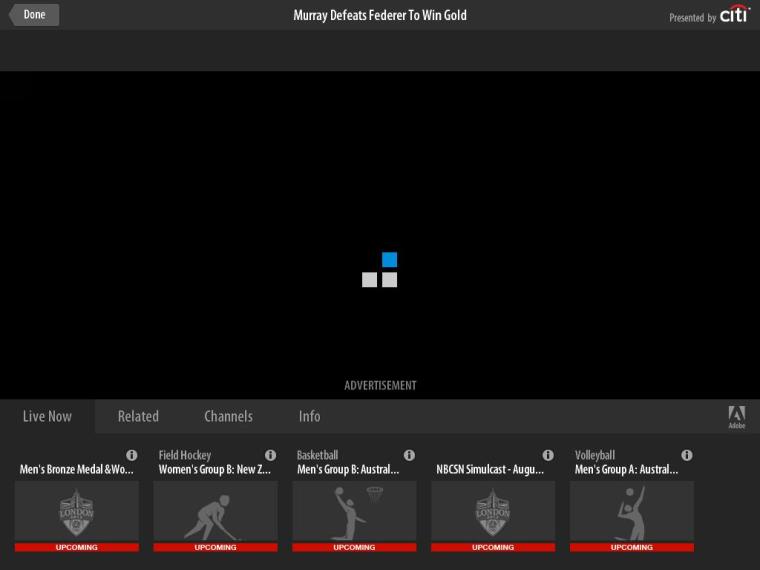 Done
Murray Defeats Federer To Win Gold
Presented by citi
ADVERTISEMENT
Live Now
Related
Channels
Info
Adobe
Men's Bronze Medal &Wo...
Field Hockey
Women's Group B: New Z...
Basketball
Men's Group B: Austral...
NBCSN Simulcast - Augu...
Volleyball
Men's Group A: Austral...
LONDON
LONDON
UPCOMING
UPCOMING
UPCOMING
UPCOMING
UPCOMING